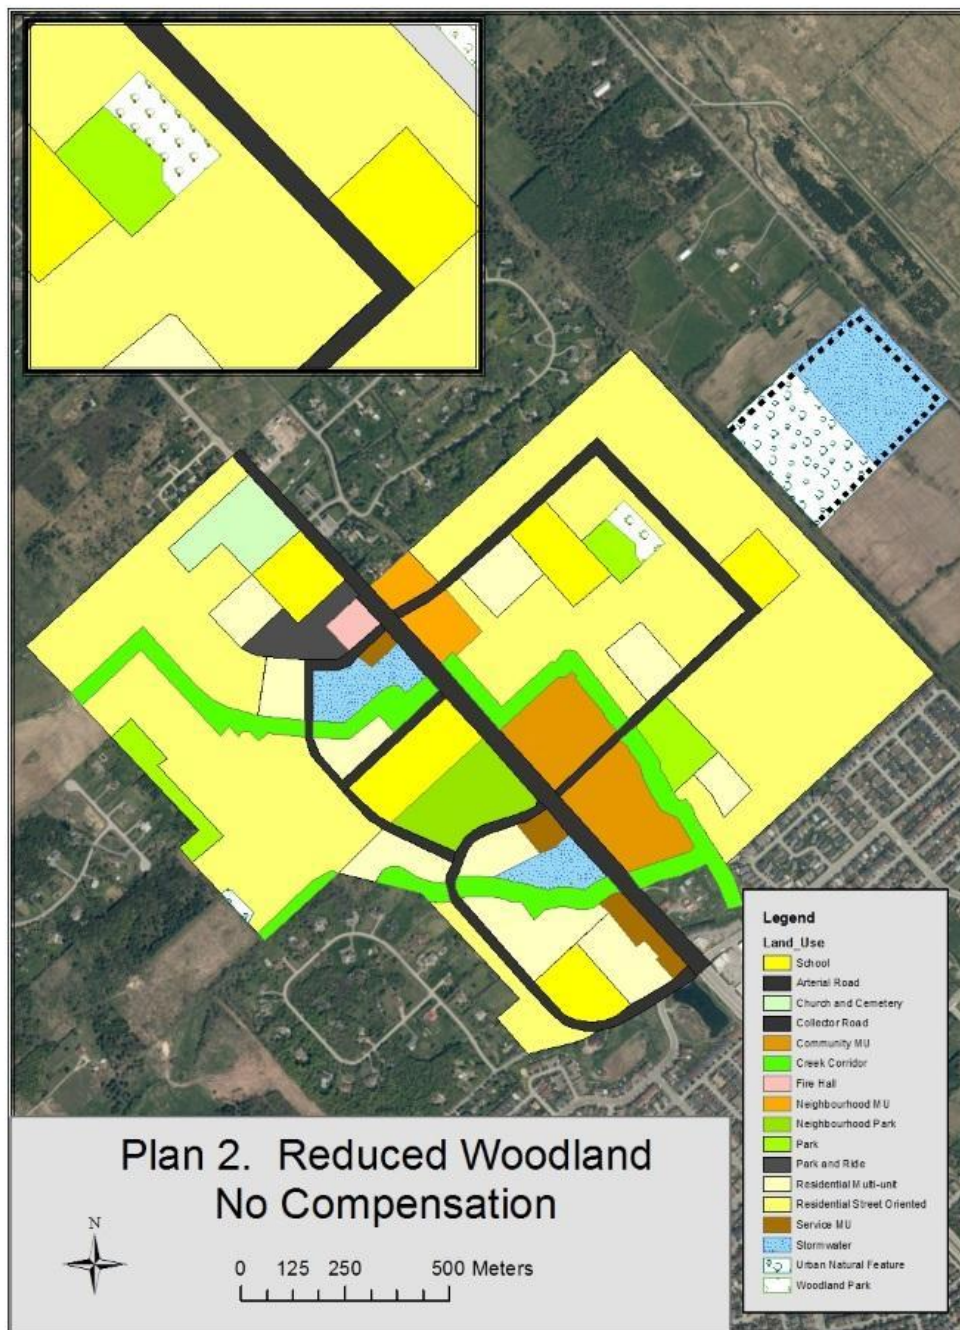 Legend
Land_Use
School
Arterial Road
Church and Cemetery
Collector Road
Community MU
Creek Corridor
Fire Hall
Neighbourhood MU
Neighbourhood Park
Park
Park and Ride
Residential Multi-unit
Residential Street Oriented
Service MU
Stormwater
Urban Natural Feature
Woodland Park
Plan 2. Reduced Woodland
No Compensation
N
0 125 250 500 Meters